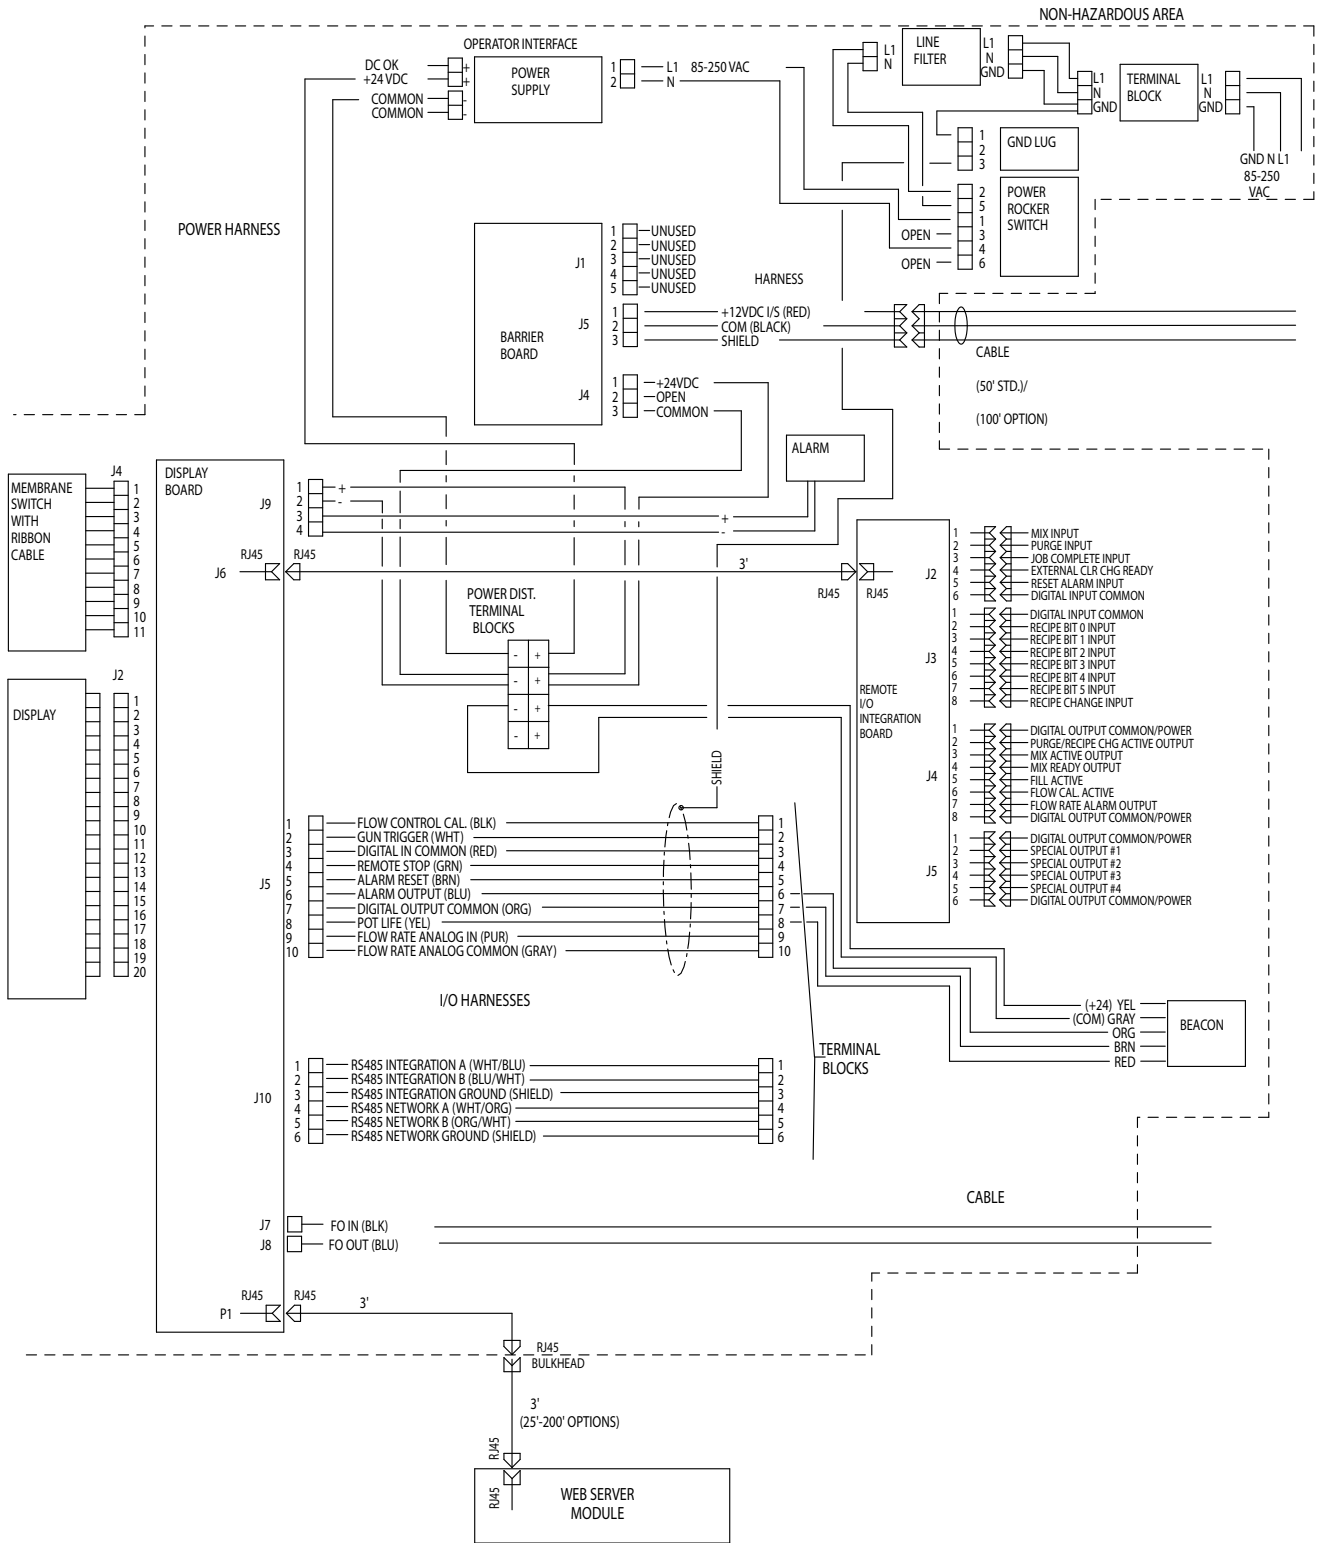 NON-HAZARDOUS AREA
OPERATOR INTERFACE
DC OK
+24 VDC
COMMON
COMMON
+
+
-
-
POWER
SUPPLY
1
2
L1 85-250 VAC
N
L1
N
LINE
FILTER
L1
N
GND
L1
N
GND
TERMINAL
BLOCK
L1
N
GND
GND N L1
85-250
VAC
1
2
3
GND LUG
2
5
1
3
4
6
OPEN
OPEN
POWER
ROCKER
SWITCH
POWER HARNESS
BARRIER
BOARD
J1
1 UNUSED
2 UNUSED
3 UNUSED
4 UNUSED
5 UNUSED
HARNESS
J5
1 +12VDC I/S (RED)
2 COM (BLACK)
3 SHIELD
J4
1 +24VDC
2 OPEN
3 COMMON
CABLE
(50' STD.)/
(100' OPTION)
ALARM
MEMBRANE
SWITCH
WITH
RIBBON
CABLE
J4
1
2
3
4
5
6
7
8
9
10
11
DISPLAY
BOARD
J9
1 +
2 -
3
4
+
-
J6
RJ45
RJ45
3'
RJ45
RJ45
POWER DIST.
TERMINAL
BLOCKS
- +
- +
- +
- +
DISPLAY
J2
1
2
3
4
5
6
7
8
9
10
11
12
13
14
15
16
17
18
19
20
REMOTE
I/O
INTEGRATION
BOARD
J2
1 MIX INPUT
2 PURGE INPUT
3 JOB COMPLETE INPUT
4 EXTERNAL CLR CHG READY
5 RESET ALARM INPUT
6 DIGITAL INPUT COMMON
J3
1 DIGITAL INPUT COMMON
2 RECIPE BIT 0 INPUT
3 RECIPE BIT 1 INPUT
4 RECIPE BIT 2 INPUT
5 RECIPE BIT 3 INPUT
6 RECIPE BIT 4 INPUT
7 RECIPE BIT 5 INPUT
8 RECIPE CHANGE INPUT
J4
1 DIGITAL OUTPUT COMMON/POWER
2 PURGE/RECIPE CHG ACTIVE OUTPUT
3 MIX ACTIVE OUTPUT
4 MIX READY OUTPUT
5 FILL ACTIVE
6 FLOW CAL. ACTIVE
7 FLOW RATE ALARM OUTPUT
8 DIGITAL OUTPUT COMMON/POWER
J5
1 DIGITAL OUTPUT COMMON/POWER
2 SPECIAL OUTPUT #1
3 SPECIAL OUTPUT #2
4 SPECIAL OUTPUT #3
5 SPECIAL OUTPUT #4
6 DIGITAL OUTPUT COMMON/POWER
SHIELD
J5
1 FLOW CONTROL CAL. (BLK) 1
2 GUN TRIGGER (WHT) 2
3 DIGITAL IN COMMON (RED) 3
4 REMOTE STOP (GRN) 4
5 ALARM RESET (BRN) 5
6 ALARM OUTPUT (BLU) 6
7 DIGITAL OUTPUT COMMON (ORG) 7
8 POT LIFE (YEL) 8
9 FLOW RATE ANALOG IN (PUR) 9
10 FLOW RATE ANALOG COMMON (GRAY) 10
I/O HARNESSES
(+24) YEL
(COM) GRAY
ORG
BRN
RED
BEACON
TERMINAL
BLOCKS
J10
1 RS485 INTEGRATION A (WHT/BLU) 1
2 RS485 INTEGRATION B (BLU/WHT) 2
3 RS485 INTEGRATION GROUND (SHIELD) 3
4 RS485 NETWORK A (WHT/ORG) 4
5 RS485 NETWORK B (ORG/WHT) 5
6 RS485 NETWORK GROUND (SHIELD) 6
CABLE
J7 FO IN (BLK)
J8 FO OUT (BLU)
P1
RJ45
RJ45
3'
RJ45
BULKHEAD
3'
(25'-200' OPTIONS)
RJ45
RJ45
WEB SERVER
MODULE